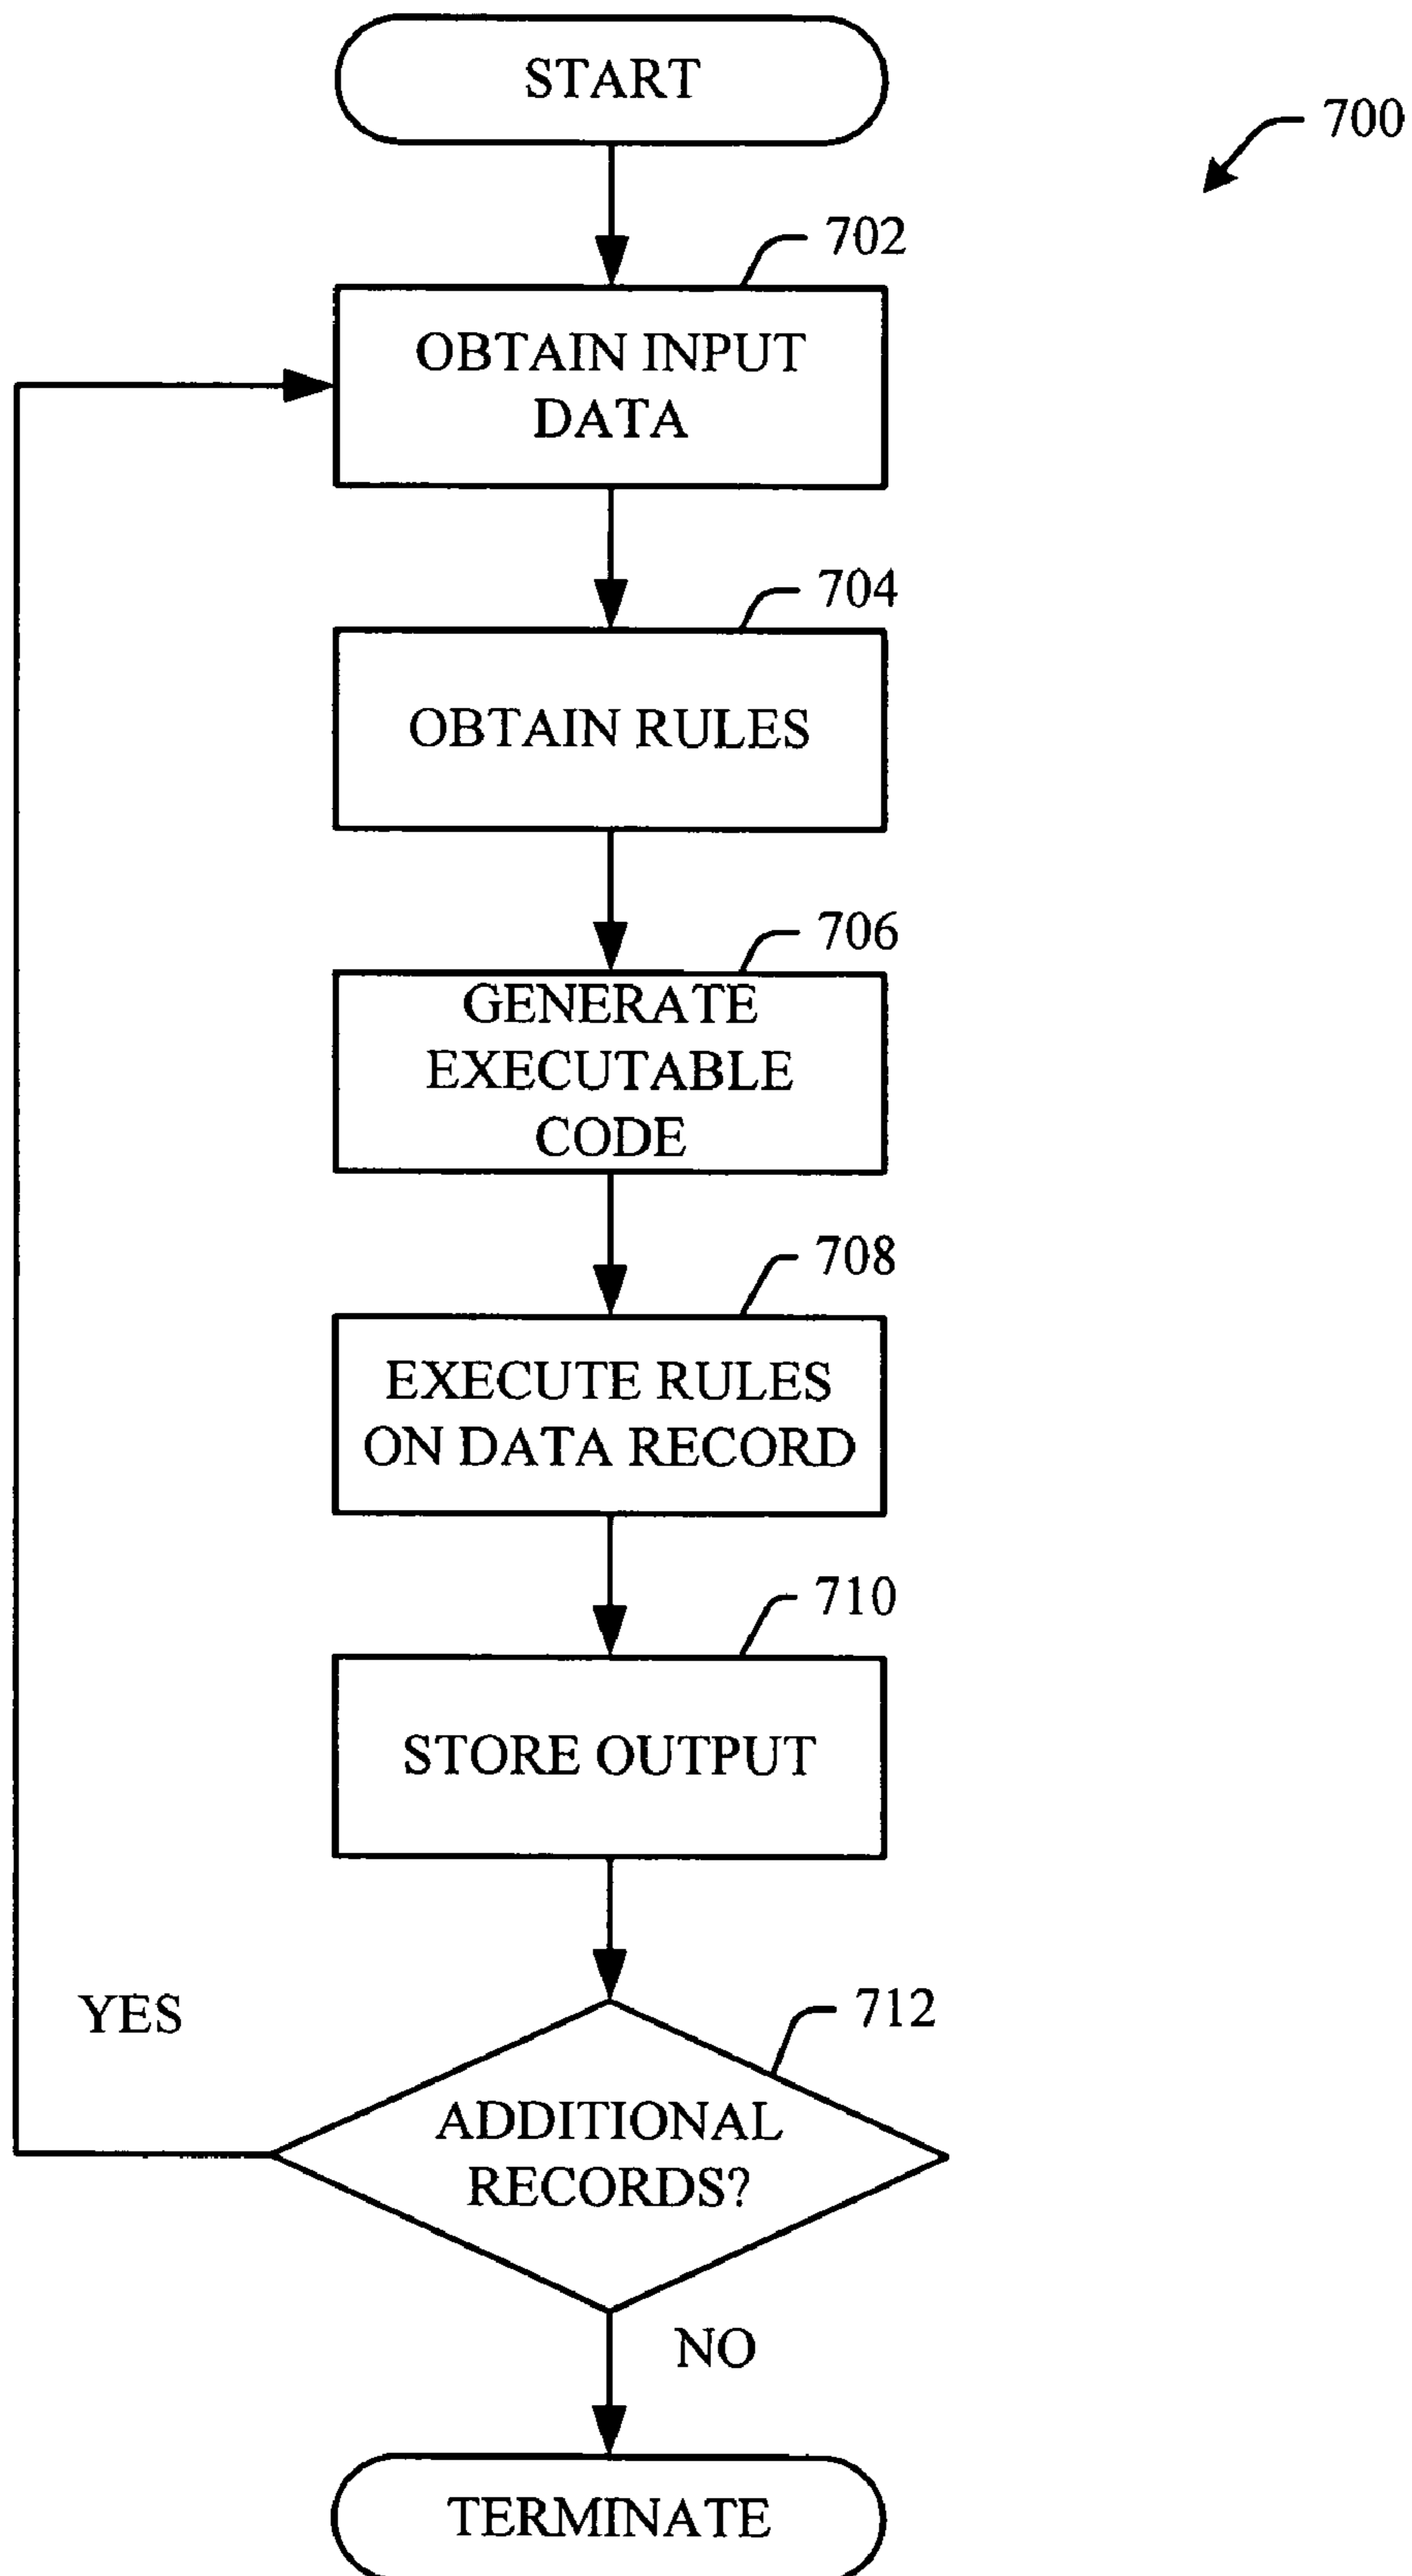 START
700
702
OBTAIN INPUT
DATA
704
OBTAIN RULES
706
GENERATE
EXECUTABLE
CODE
708
EXECUTE RULES
ON DATA RECORD
710
STORE OUTPUT
YES
712
ADDITIONAL
RECORDS?
NO
TERMINATE